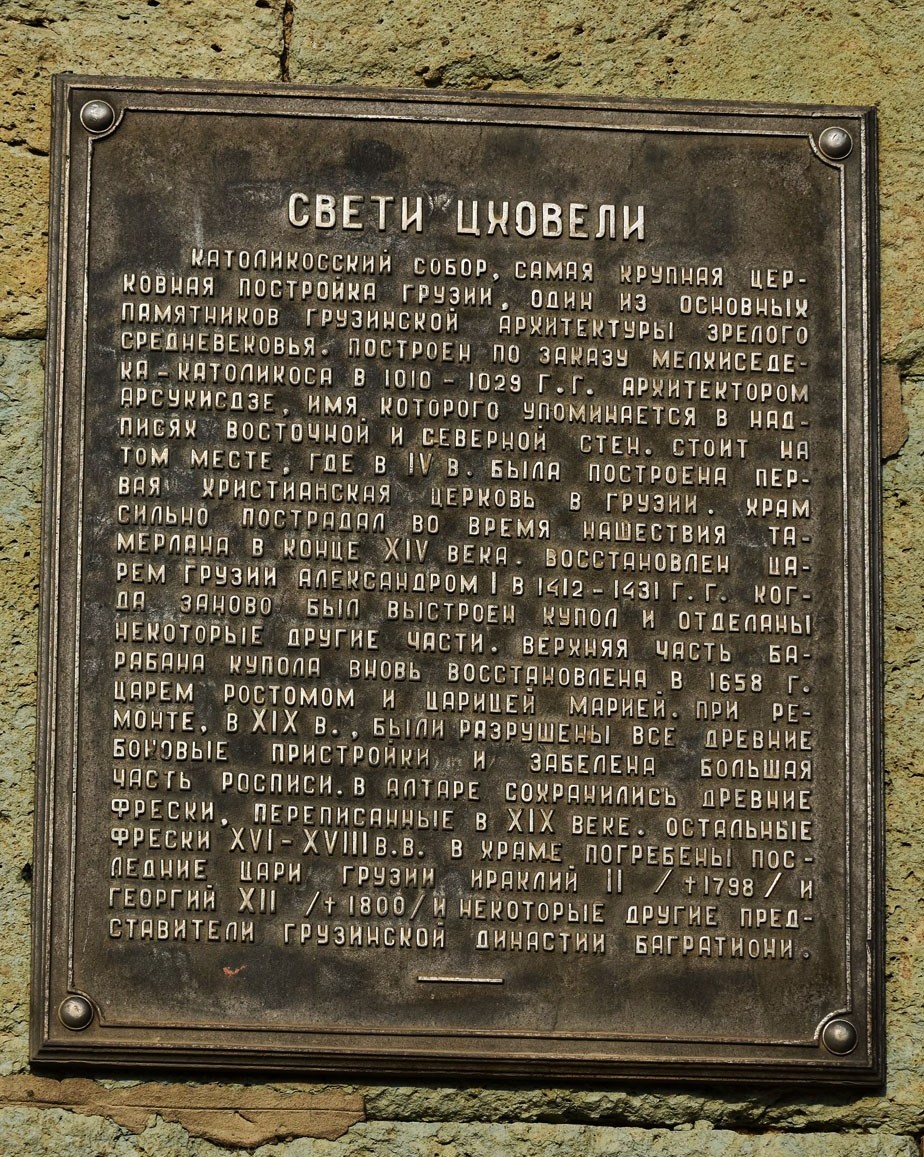 СВЕТИ ЦХОВЕЛИ
КАТОЛИКОССКИЙ СОБОР, САМАЯ КРУПНАЯ ЦЕР-
КОВНАЯ ПОСТРОЙКА ГРУЗИИ, ОДИН ИЗ ОСНОВНЫХ
ПАМЯТНИКОВ ГРУЗИНСКОЙ АРХИТЕКТУРЫ ЗРЕЛОГО
СРЕДНЕВЕКОВЬЯ. ПОСТРОЕН ПО ЗАКАЗУ МЕЛХИСЕДЕ-
КА-КАТОЛИКОСА В 1010-1029 Г.Г. АРХИТЕКТОРОМ
АРСУКИСДЗЕ, ИМЯ КОТОРОГО УПОМИНАЕТСЯ В НАД-
ПИСЯХ ВОСТОЧНОЙ И СЕВЕРНОЙ СТЕН. СТОИТ НА
ТОМ МЕСТЕ, ГДЕ В IV В. БЫЛА ПОСТРОЕНА ПЕР-
ВАЯ ХРИСТИАНСКАЯ ЦЕРКОВЬ В ГРУЗИИ. ХРАМ
СИЛЬНО ПОСТРАДАЛ ВО ВРЕМЯ НАШЕСТВИЯ ТА-
МЕРЛАНА В КОНЦЕ XIV ВЕКА. ВОССТАНОВЛЕН ЦА-
РЕМ ГРУЗИИ АЛЕКСАНДРОМ I В 1412-1431 Г.Г. КОГ-
ДА ЗАНОВО БЫЛ ВЫСТРОЕН КУПОЛ И ОТДЕЛАНЫ
НЕКОТОРЫЕ ДРУГИЕ ЧАСТИ. ВЕРХНЯЯ ЧАСТЬ БА-
РАБАНА КУПОЛА ВНОВЬ ВОССТАНОВЛЕНА В 1658 Г.
ЦАРЕМ РОСТОМОМ И ЦАРИЦЕЙ МАРИЕЙ. ПРИ РЕ-
МОНТЕ, В XIX В., БЫЛИ РАЗРУШЕНЫ ВСЕ ДРЕВНИЕ
БОКОВЫЕ ПРИСТРОЙКИ И ЗАБЕЛЕНА БОЛЬШАЯ
ЧАСТЬ РОСПИСИ. В АЛТАРЕ СОХРАНИЛИСЬ ДРЕВНИЕ
ФРЕСКИ, ПЕРЕПИСАННЫЕ В XIX ВЕКЕ. ОСТАЛЬНЫЕ
ФРЕСКИ XVI-XVIII В.В. В ХРАМЕ ПОГРЕБЕНЫ ПОС-
ЛЕДНИЕ ЦАРИ ГРУЗИИ ИРАКЛИЙ II /†1798/ И
ГЕОРГИЙ XII /†1800/ И НЕКОТОРЫЕ ДРУГИЕ ПРЕД-
СТАВИТЕЛИ ГРУЗИНСКОЙ ДИНАСТИИ БАГРАТИОНИ.